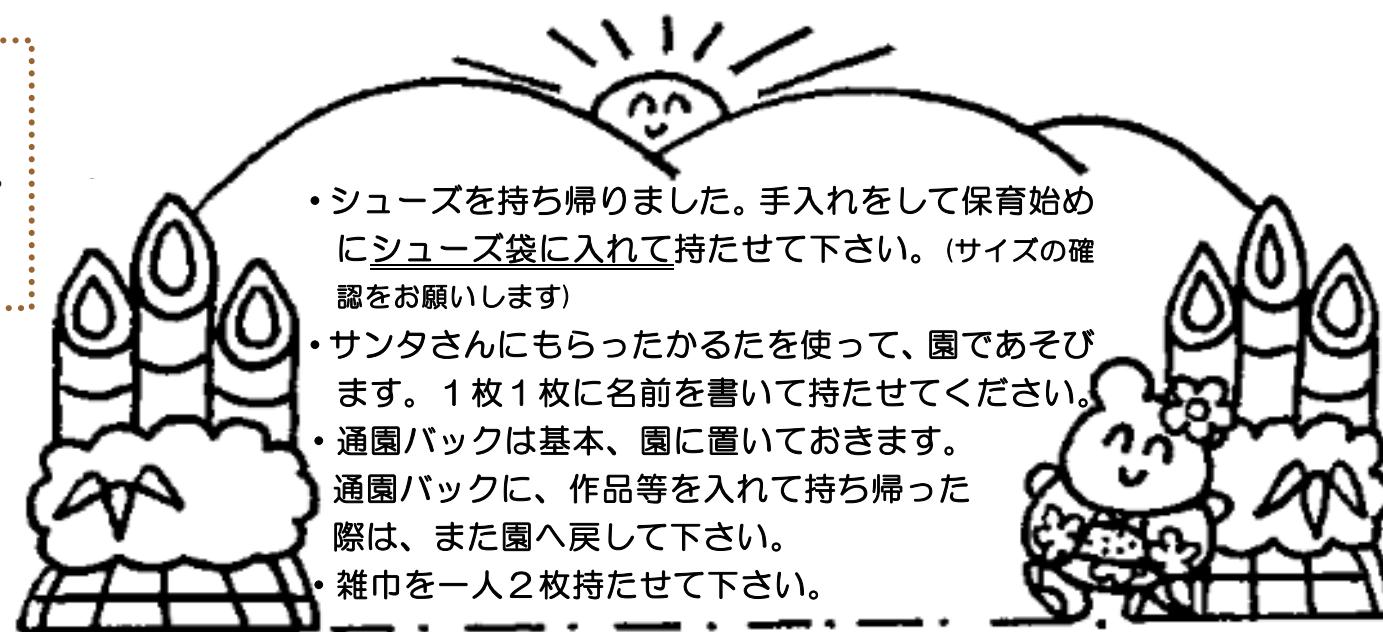 ・シューズを持ち帰りました。手入れをして保育始め
にシューズ袋に入れて持たせて下さい。(サイズの確
認をお願いします)
・サンタさんにもらったかるたを使って、園であそび
ます。１枚１枚に名前を書いて持たせてください。
・通園バックは基本、園に置いておきます。
通園バックに、作品等を入れて持ち帰った
際は、また園へ戻して下さい。
・雑巾を一人２枚持たせて下さい。